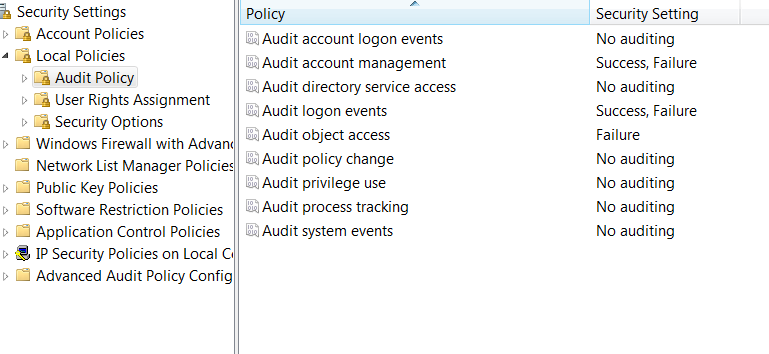 Security Settings
Account Policies
Local Policies
Audit Policy
User Rights Assignment
Security Options
Windows Firewall with Advanc
Network List Manager Policies
Public Key Policies
Software Restriction Policies
Application Control Policies
IP Security Policies on Local C
Advanced Audit Policy Config
Policy Security Setting
Audit account logon events No auditing
Audit account management Success, Failure
Audit directory service access No auditing
Audit logon events Success, Failure
Audit object access Failure
Audit policy change No auditing
Audit privilege use No auditing
Audit process tracking No auditing
Audit system events No auditing